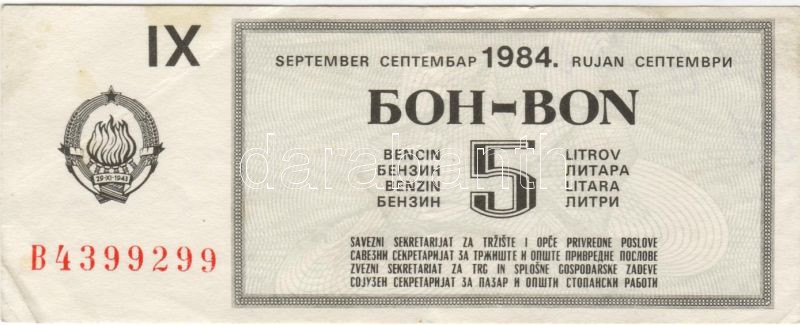 IX
SEPTEMBER СЕПТЕМБАР 1984. RUJAN СЕПТЕМВРИ
БОН-BON
BENCIN 5 LITROV
БЕНЗИН ЛИТАРА
BENZIN LITARA
БЕНЗИН ЛИТРИ
29·XI·1943
B4399299
SAVEZNI SEKRETARIJAT ZA TRŽIŠTE I OPĆE PRIVREDNE POSLOVE
САВЕЗНИ СЕКРЕТАРИЈАТ ЗА ТРЖИШТЕ И ОПШТЕ ПРИВРЕДНЕ ПОСЛОВЕ
ZVEZNI SEKRETARIAT ZA TRG IN SPLOŠNE GOSPODARSKE ZADEVE
СОЈУЗЕН СЕКРЕТАРИЈАТ ЗА ПАЗАР И ОПШТИ СТОПАНСКИ РАБОТИ
darabanth